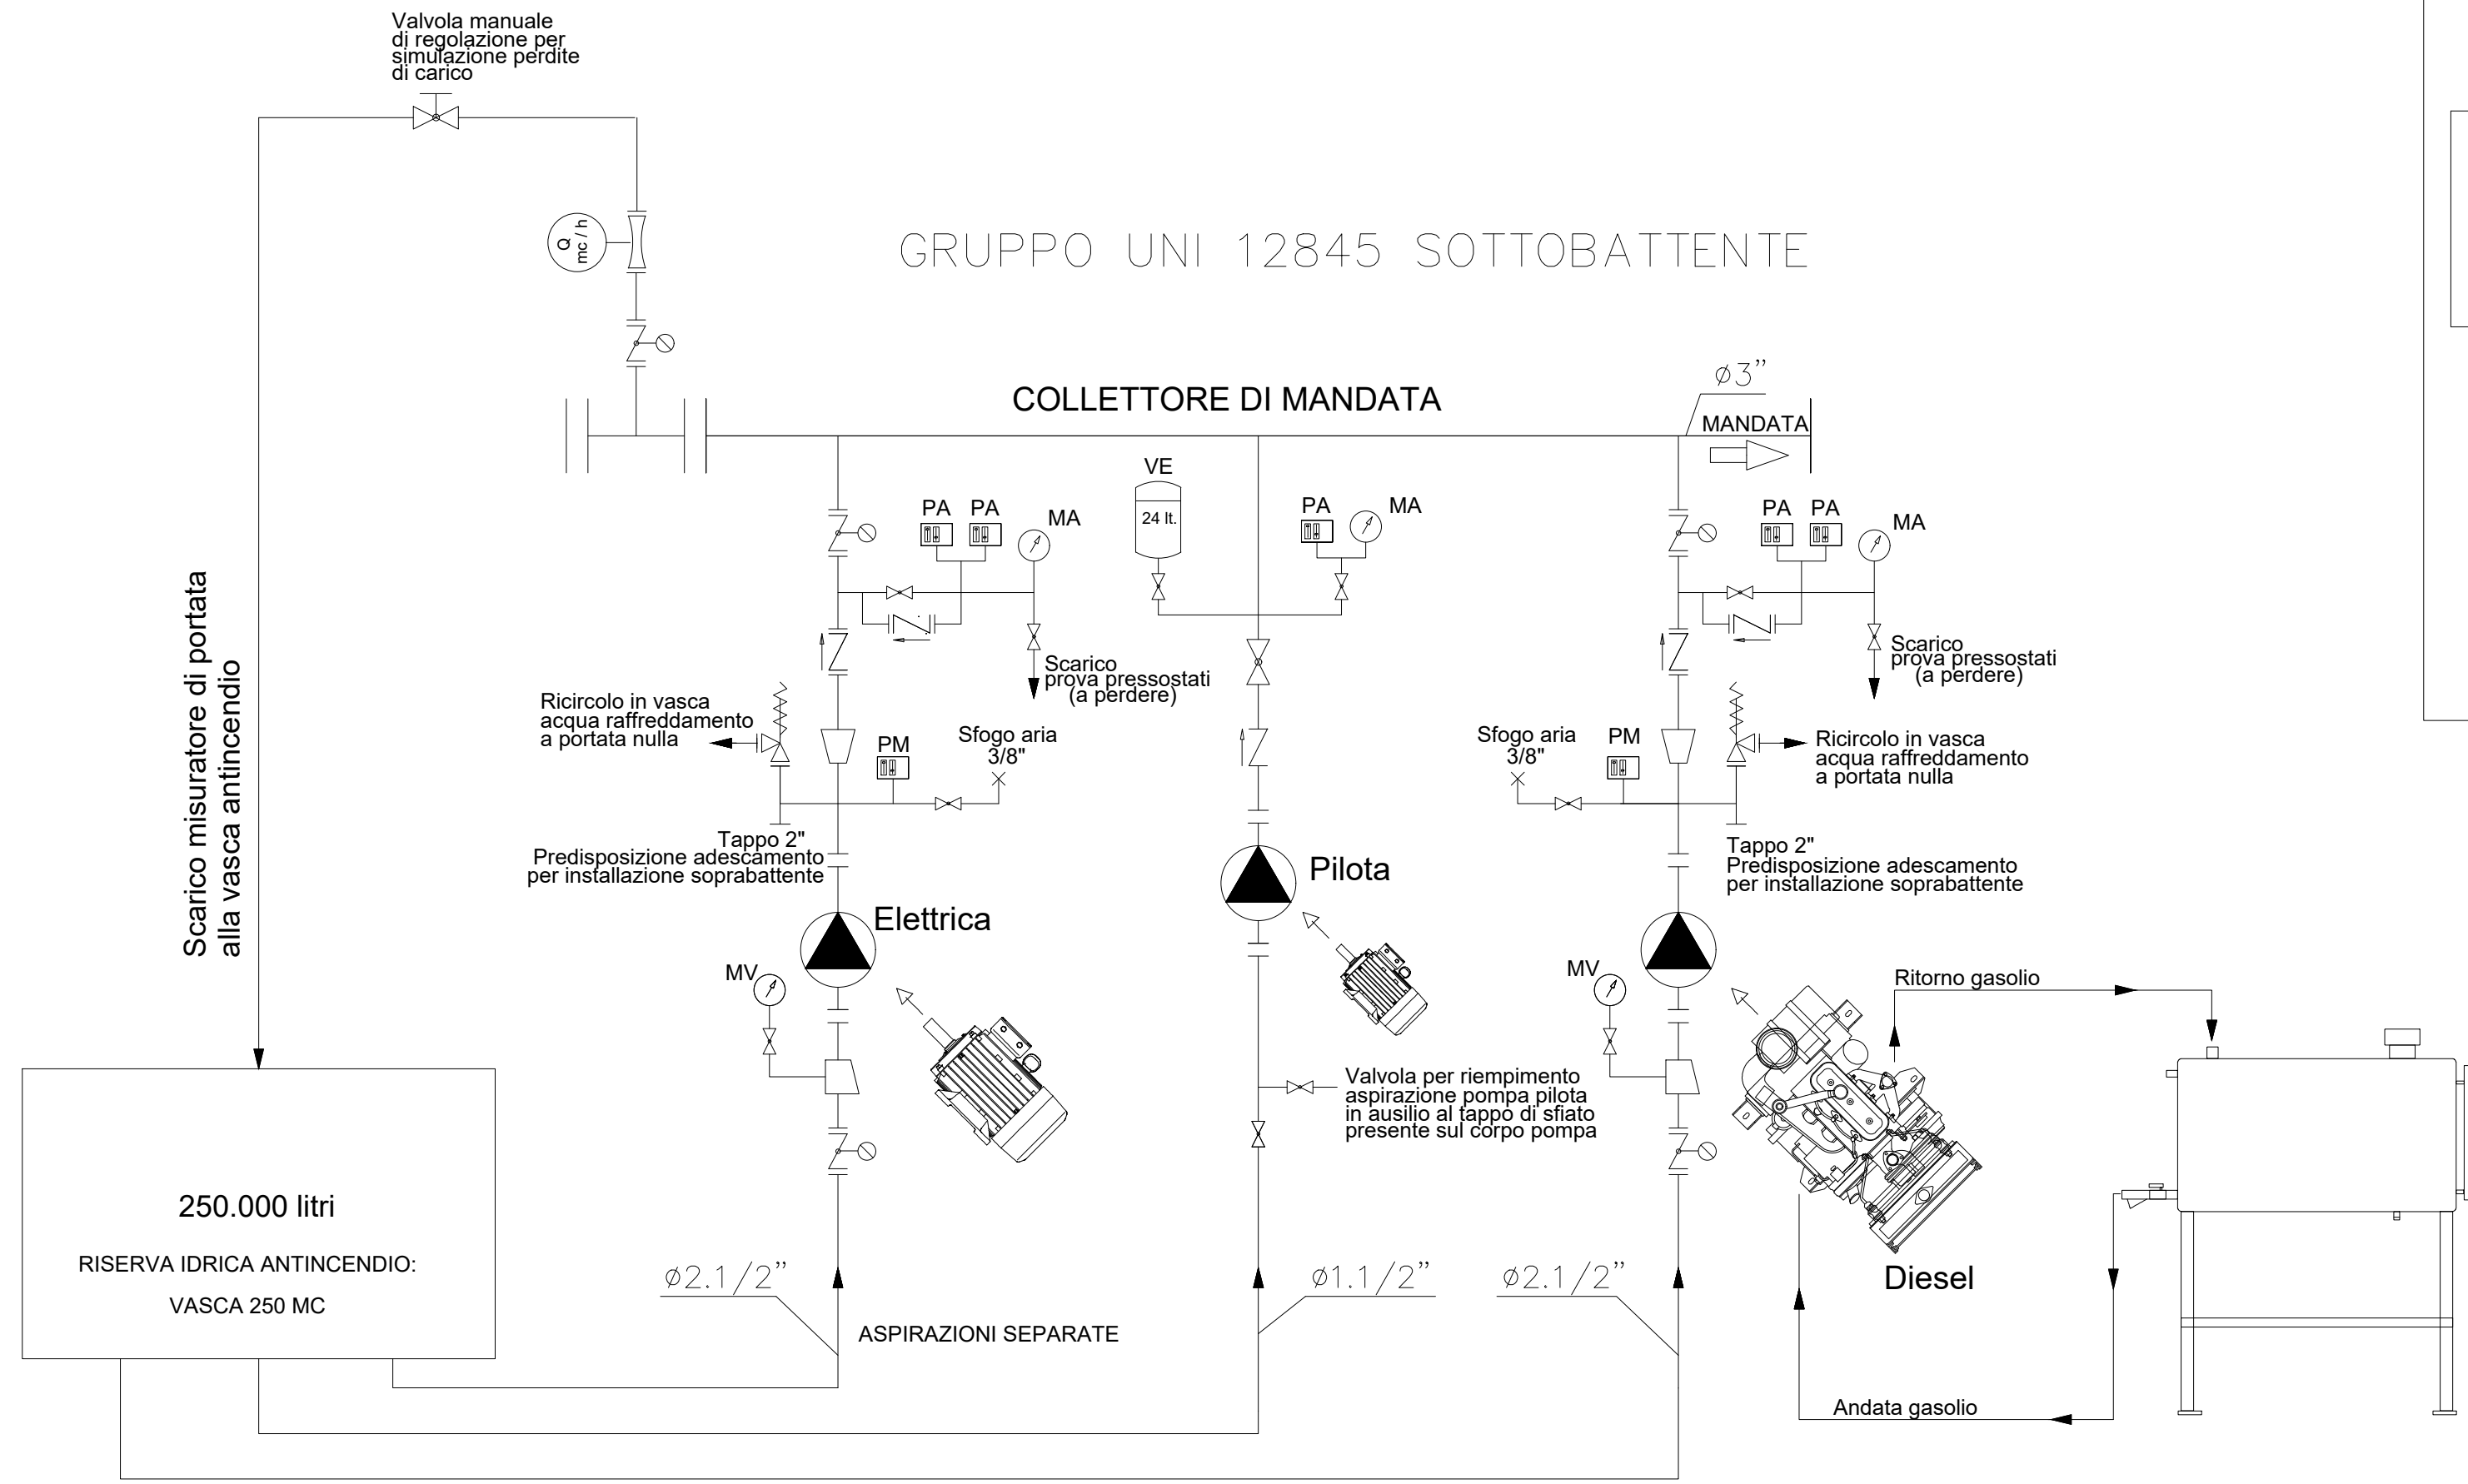 Valvola manuale
di regolazione per
simulazione perdite
di carico
Q
mc / h
GRUPPO UNI 12845 SOTTOBATTENTE
COLLETTORE DI MANDATA
ø3”
MANDATA
VE
24 lt.
PA
PA
MA
PA
MA
PA
PA
MA
Scarico misuratore di portata
alla vasca antincendio
Scarico
prova pressostati
(a perdere)
Scarico
prova pressostati
(a perdere)
Ricircolo in vasca
acqua raffreddamento
a portata nulla
PM
Sfogo aria
3/8"
Sfogo aria
3/8"
PM
Ricircolo in vasca
acqua raffreddamento
a portata nulla
Tappo 2"
Predisposizione adescamento
per installazione soprabattente
Pilota
Tappo 2"
Predisposizione adescamento
per installazione soprabattente
Elettrica
MV
MV
Ritorno gasolio
Valvola per riempimento
aspirazione pompa pilota
in ausilio al tappo di sfiato
presente sul corpo pompa
250.000 litri
RISERVA IDRICA ANTINCENDIO:
VASCA 250 MC
ø2.1/2”
ø1.1/2”
ø2.1/2”
Diesel
ASPIRAZIONI SEPARATE
Andata gasolio